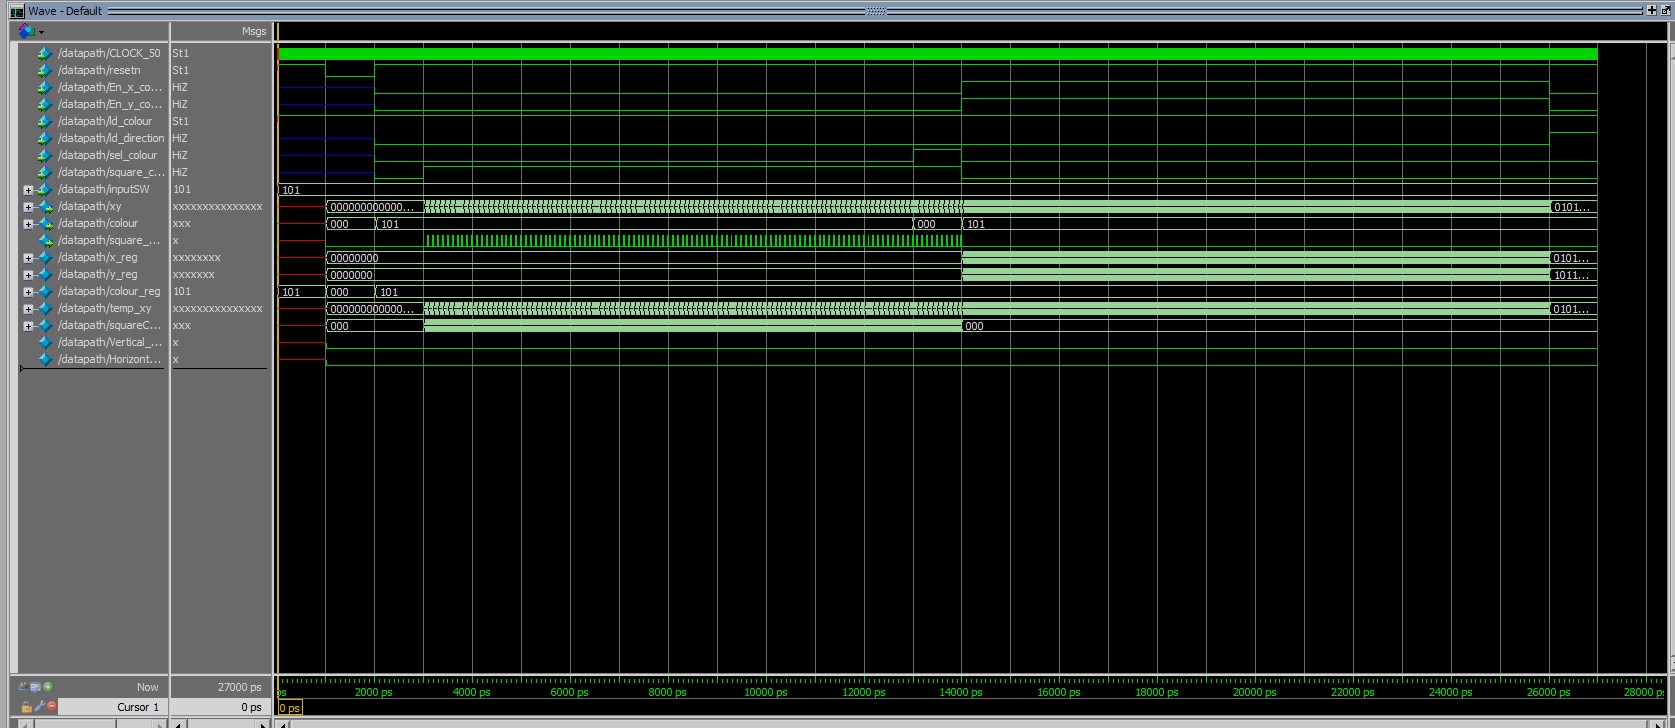 Wave - Default
Msgs
/datapath/CLOCK_50 St1
/datapath/resetn St1
/datapath/En_x_co... HiZ
/datapath/En_y_co... HiZ
/datapath/ld_colour St1
/datapath/ld_direction HiZ
/datapath/sel_colour HiZ
/datapath/square_c... HiZ
/datapath/inputSW 101 101
/datapath/xy xxxxxxxxxxxxxxx 000000000000... 0101...
/datapath/colour xxx 000 101 000 101
/datapath/square_... x
/datapath/x_reg xxxxxxxx 00000000 0101...
/datapath/y_reg xxxxxxx 0000000 1011...
/datapath/colour_reg 101 101 000 101
/datapath/temp_xy xxxxxxxxxxxxxxx 000000000000... 0101...
/datapath/squareC... xxx 000 000
/datapath/Vertical_... x
/datapath/Horizont... x
Now 27000 ps ps 2000 ps 4000 ps 6000 ps 8000 ps 10000 ps 12000 ps 14000 ps 16000 ps 18000 ps 20000 ps 22000 ps 24000 ps 26000 ps 28000 ps
Cursor 1 0 ps 0 ps